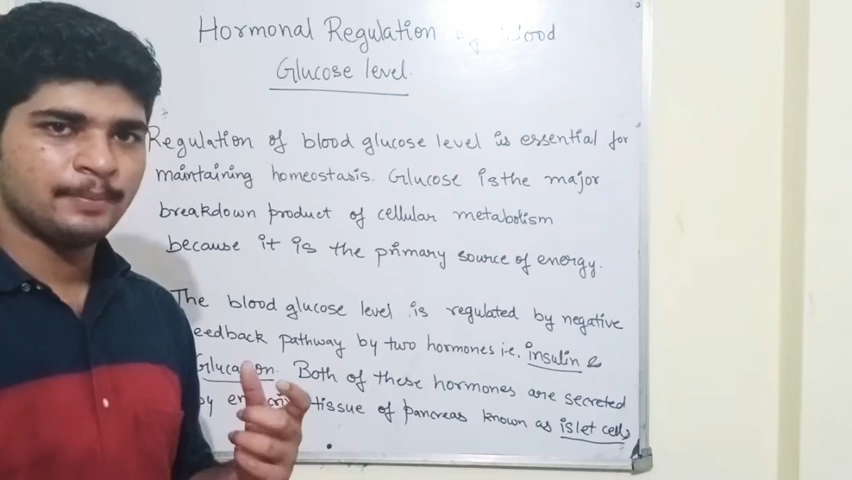 Hormonal Regulation Blood
Glucose level.
Regulation of blood glucose level is essential for
maintaining homeostasis. Glucose is the major
breakdown product of cellular metabolism
because it is the primary source of energy.
The blood glucose level is regulated by negative
feedback pathway by two hormones i.e. insulin &
Glucagon. Both of these hormones are secreted
by tissue of pancreas known as islet cells